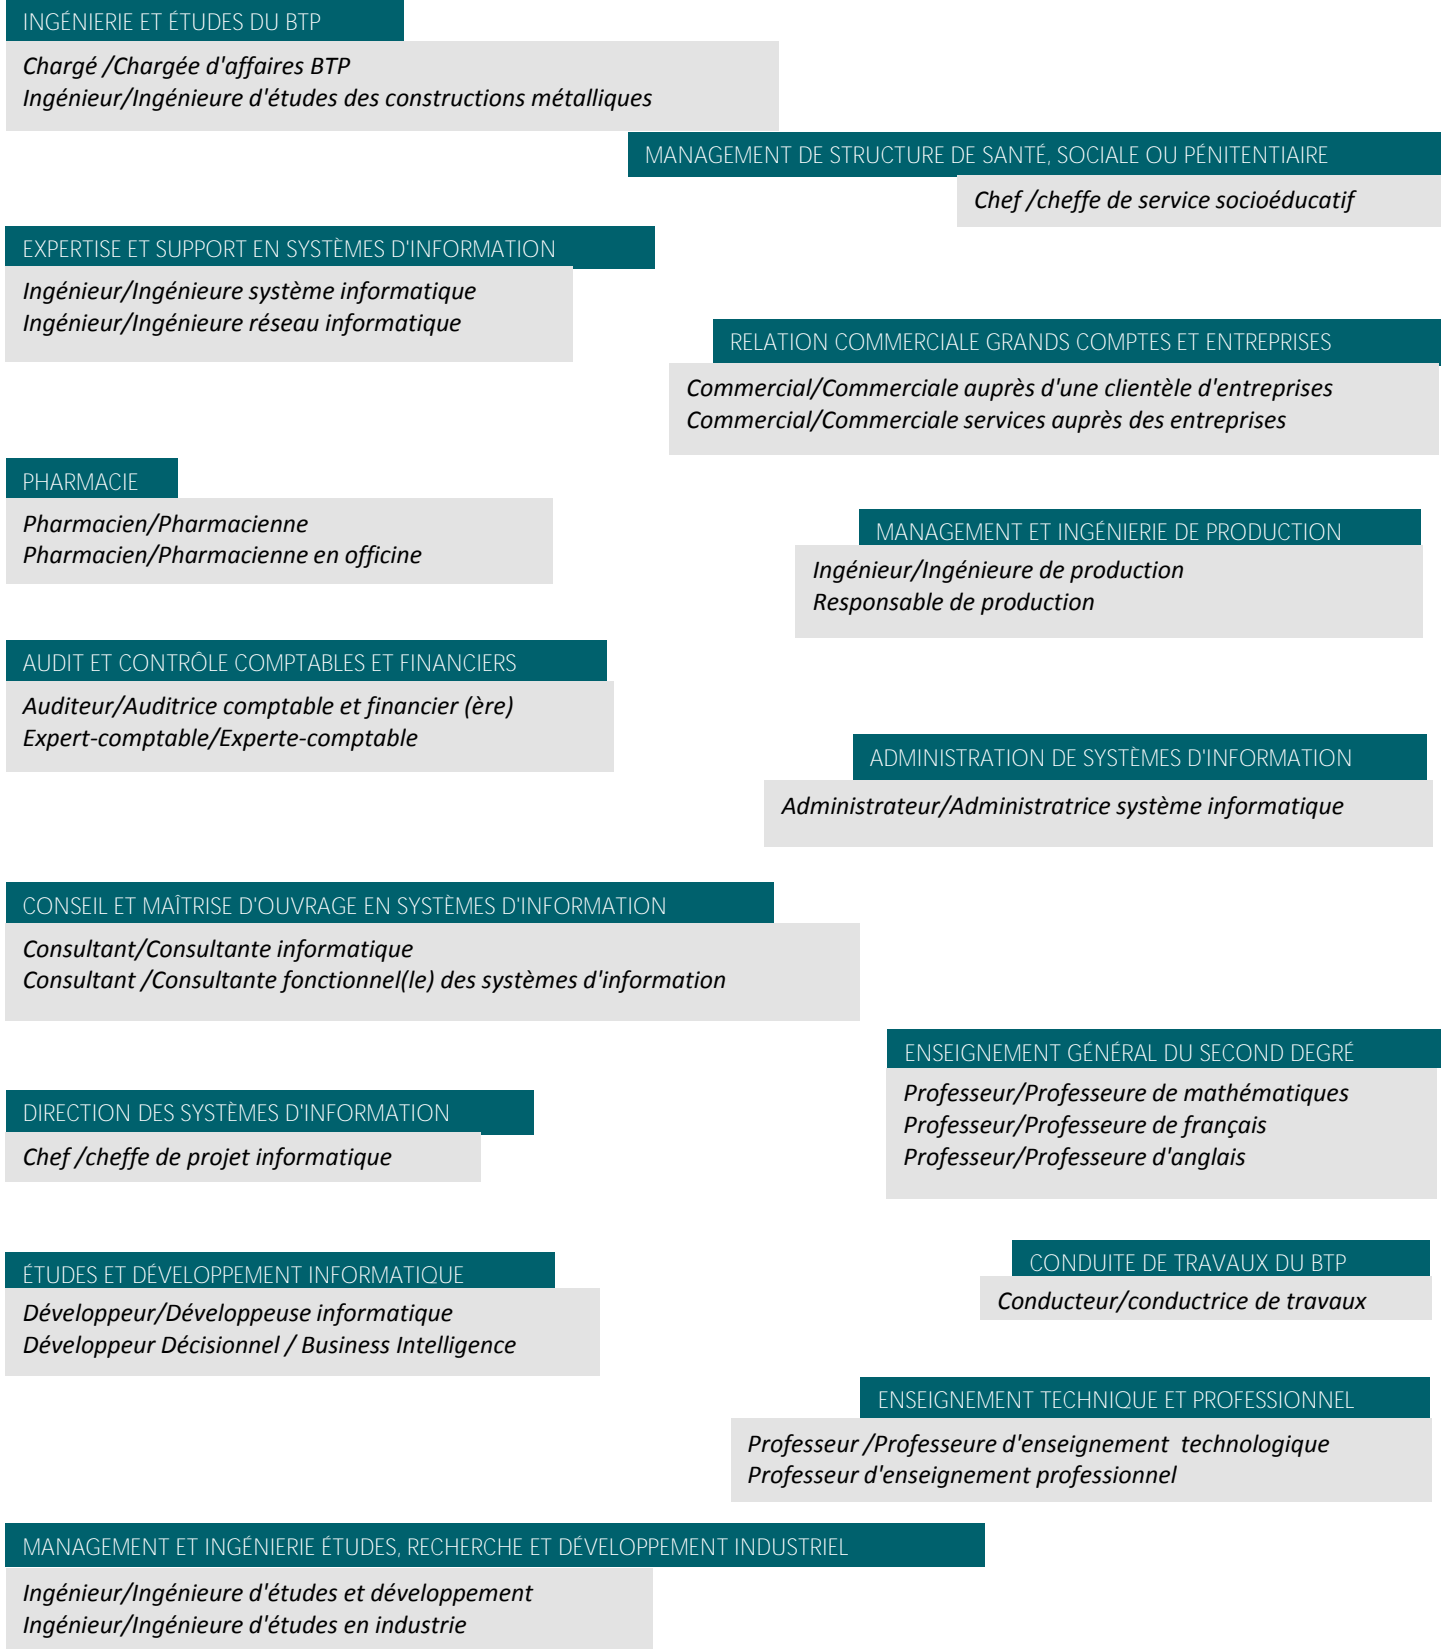 INGÉNIERIE ET ÉTUDES DU BTP
Chargé /Chargée d'affaires BTP
Ingénieur/Ingénieure d'études des constructions métalliques
MANAGEMENT DE STRUCTURE DE SANTÉ, SOCIALE OU PÉNITENTIAIRE
Chef /cheffe de service socioéducatif
EXPERTISE ET SUPPORT EN SYSTÈMES D'INFORMATION
Ingénieur/Ingénieure système informatique
Ingénieur/Ingénieure réseau informatique
RELATION COMMERCIALE GRANDS COMPTES ET ENTREPRISES
Commercial/Commerciale auprès d'une clientèle d'entreprises
Commercial/Commerciale services auprès des entreprises
PHARMACIE
Pharmacien/Pharmacienne
Pharmacien/Pharmacienne en officine
MANAGEMENT ET INGÉNIERIE DE PRODUCTION
Ingénieur/Ingénieure de production
Responsable de production
AUDIT ET CONTRÔLE COMPTABLES ET FINANCIERS
Auditeur/Auditrice comptable et financier (ère)
Expert-comptable/Experte-comptable
ADMINISTRATION DE SYSTÈMES D'INFORMATION
Administrateur/Administratrice système informatique
CONSEIL ET MAÎTRISE D'OUVRAGE EN SYSTÈMES D'INFORMATION
Consultant/Consultante informatique
Consultant /Consultante fonctionnel(le) des systèmes d'information
ENSEIGNEMENT GÉNÉRAL DU SECOND DEGRÉ
Professeur/Professeure de mathématiques
Professeur/Professeure de français
Professeur/Professeure d'anglais
DIRECTION DES SYSTÈMES D'INFORMATION
Chef /cheffe de projet informatique
CONDUITE DE TRAVAUX DU BTP
Conducteur/conductrice de travaux
ÉTUDES ET DÉVELOPPEMENT INFORMATIQUE
Développeur/Développeuse informatique
Développeur Décisionnel / Business Intelligence
ENSEIGNEMENT TECHNIQUE ET PROFESSIONNEL
Professeur /Professeure d'enseignement  technologique
Professeur d'enseignement professionnel
MANAGEMENT ET INGÉNIERIE ÉTUDES, RECHERCHE ET DÉVELOPPEMENT INDUSTRIEL
Ingénieur/Ingénieure d'études et développement
Ingénieur/Ingénieure d'études en industrie